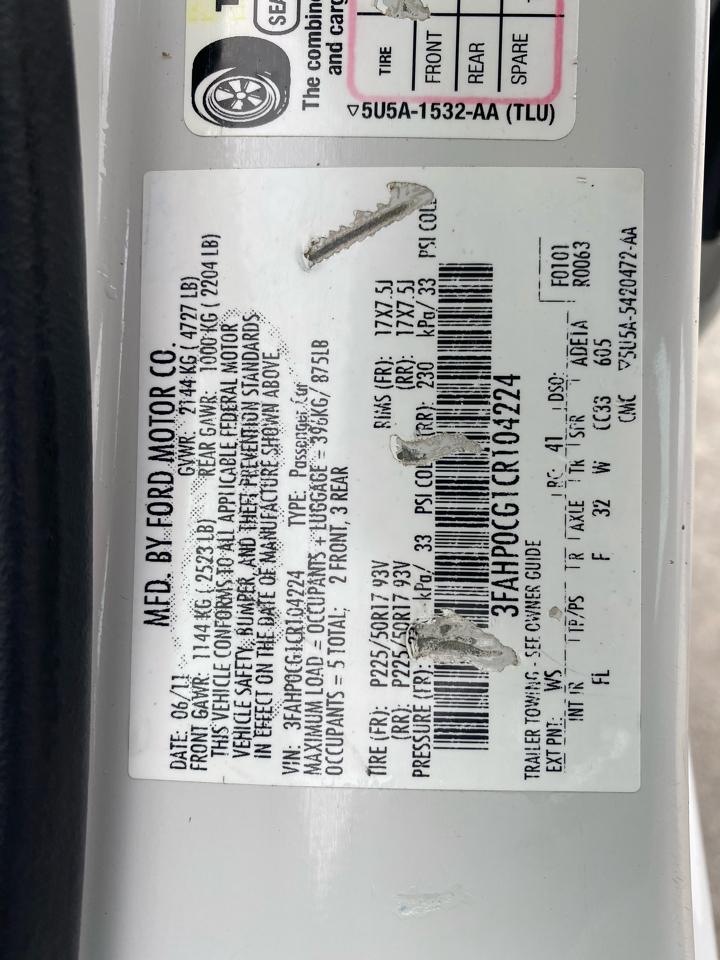 SEA
The combine
and carg
TIRE
FRONT
REAR
SPARE
▽5U5A-1532-AA (TLU)
MFD. BY FORD MOTOR CO.
DATE: 06/11 GVWR: 2144 KG ( 4727 LB)
FRONT GAWR: 1144 KG ( 2523 LB) REAR GAWR: 1000 KG ( 2204 LB)
THIS VEHICLE CONFORMS TO ALL APPLICABLE FEDERAL MOTOR
VEHICLE SAFETY, BUMPER, AND THEFT PREVENTION STANDARDS
IN EFFECT ON THE DATE OF MANUFACTURE SHOWN ABOVE.
VIN: 3FAHP0CG1CR104224 TYPE: Passenger Car
MAXIMUM LOAD = OCCUPANTS + LUGGAGE = 396KG/ 875LB
OCCUPANTS = 5 TOTAL; 2 FRONT, 3 REAR
TIRE (FR): P225/50R17 93V RIMS (FR): 17X7.5J
(RR): P225/50R17 93V (RR): 17X7.5J
PRESSURE (FR): kPa/ 33 PSI COLD (RR): 230 kPa/ 33 PSI COLD
3FAHP0CG1CR104224
TRAILER TOWING - SEE OWNER GUIDE
EXT PNT: WS RC: 41 DSO: F0101
R0063
INT TR TP/PS R AXLE TR SPR ADE1A
FL F 32 W CC33 605
CMC ▽5U5A-5420472-AA